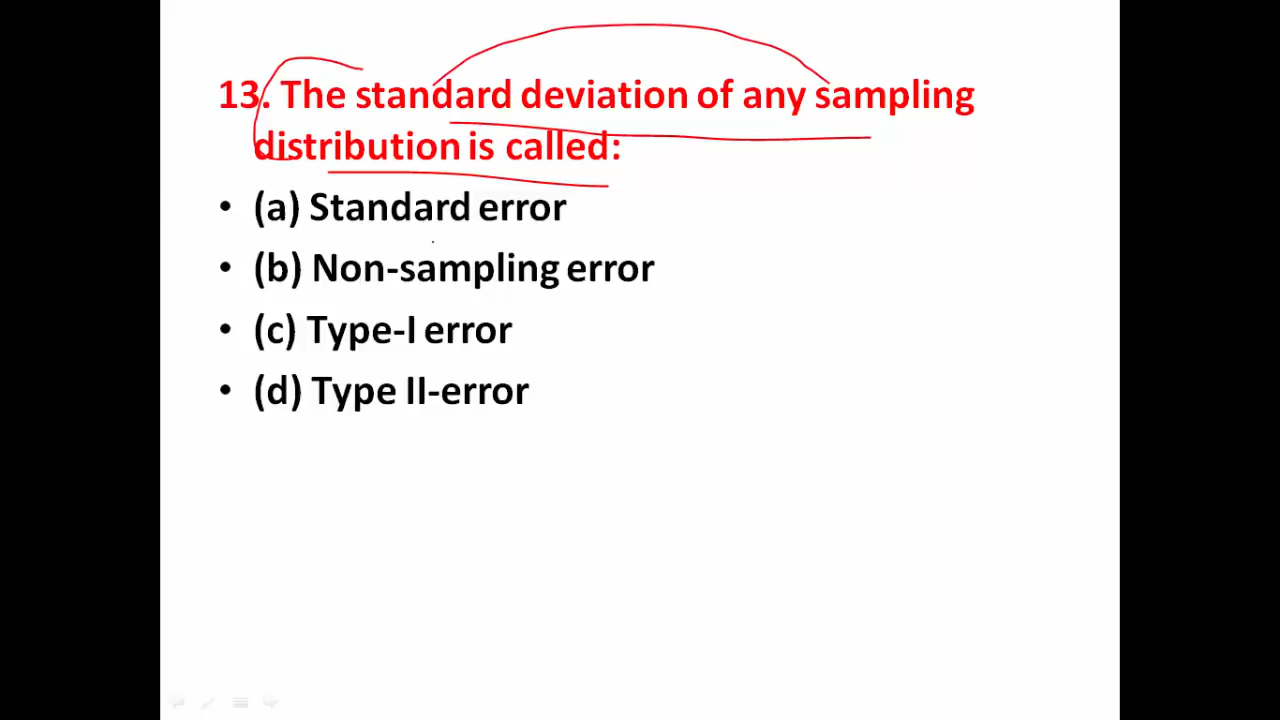 13. The standard deviation of any sampling
distribution is called:
• (a) Standard error
• (b) Non-sampling error
• (c) Type-I error
• (d) Type II-error